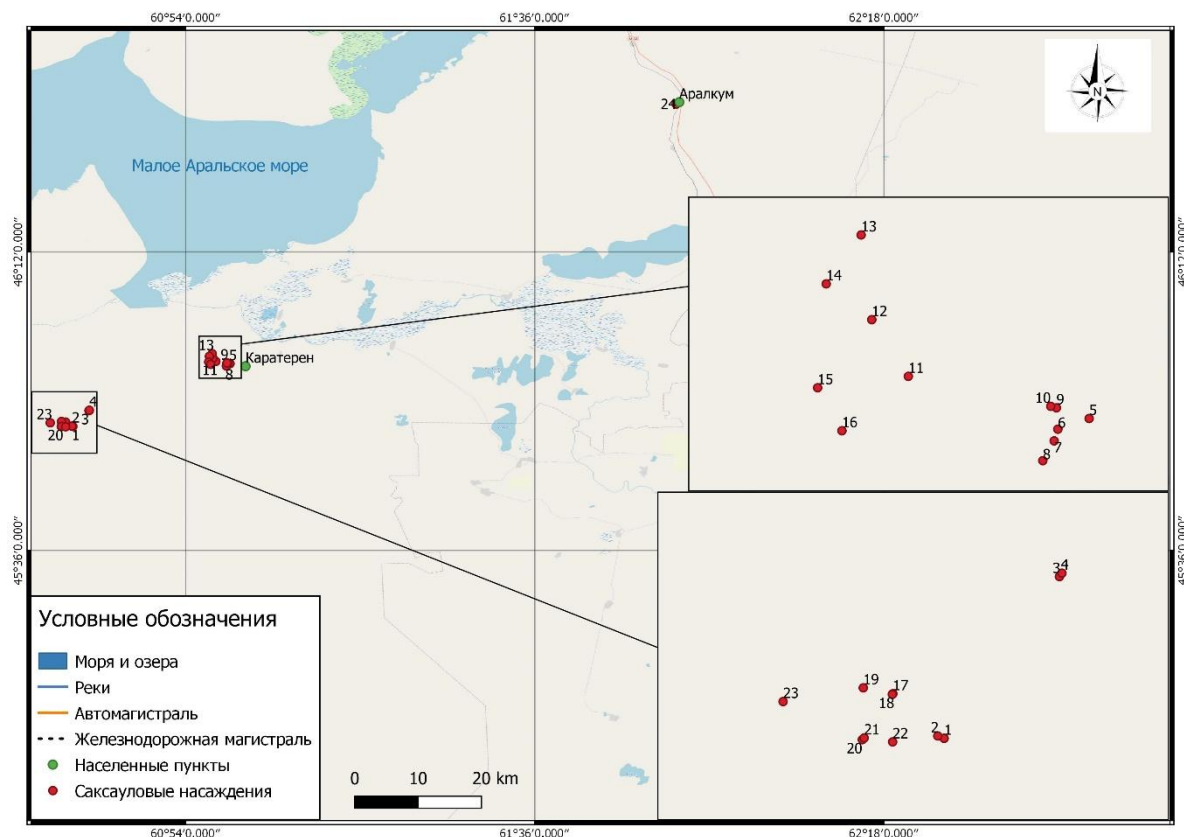 60°54'0.000" 61°36'0.000" 62°18'0.000"
N
Аралкум
24
Малое Аральское море
13
46°12'0.000" 46°12'0.000"
14
12
13 95 Каратерен
11 8
11
15
10 9 5
4
16 6
23 2 3
7
20 1
8
45°36'0.000" 45°36'0.000"
3 4
Условные обозначения
Моря и озера
19 17
Реки
23 18
Автомагистраль
21 22 2 1
Железнодорожная магистраль
20
Населенные пункты
0 10 20 km
Саксауловые насаждения
60°54'0.000" 61°36'0.000" 62°18'0.000"